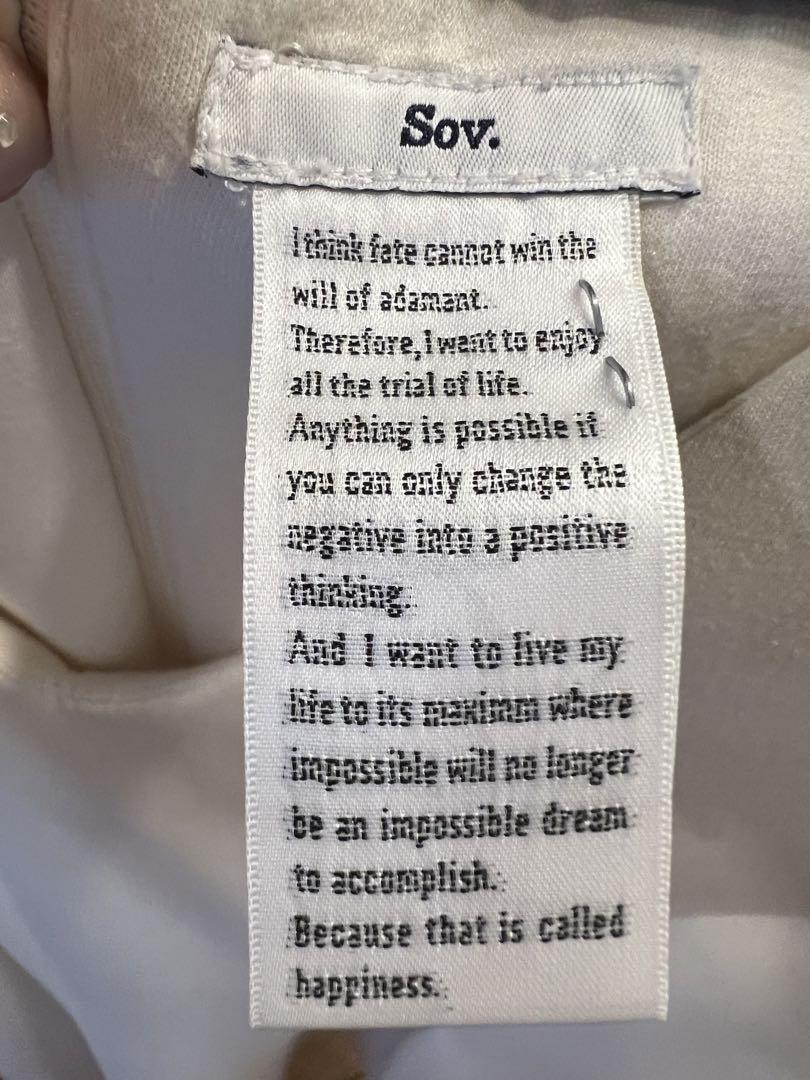 Sov.
I think fate cannot win the
will of adamant.
Therefore, I want to enjoy
all the trial of life.
Anything is possible if
you can only change the
negative into a positive
thinking.
And I want to live my
life to its maximm where
impossible will no longer
be an impossible dream
to accomplish.
Because that is called
happiness.